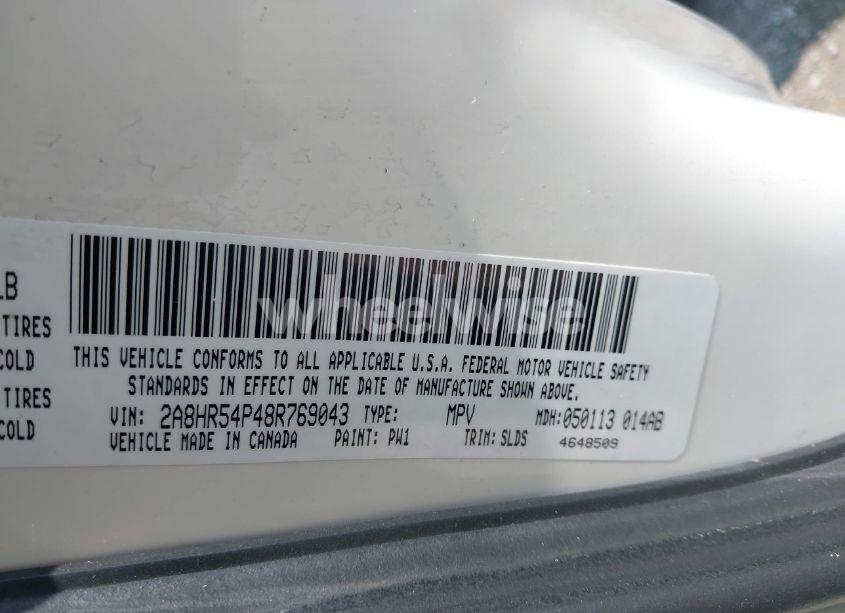 LB
TIRES
COLD
TIRES
COLD
wheelwise
THIS VEHICLE CONFORMS TO ALL APPLICABLE U.S.A. FEDERAL MOTOR VEHICLE SAFETY
STANDARDS IN EFFECT ON THE DATE OF MANUFACTURE SHOWN ABOVE.
VIN: 2A8HR54P48R769043 TYPE: MPV MDH:050113 014AB
VEHICLE MADE IN CANADA PAINT: PW1 TRIM: SLDS 4648509